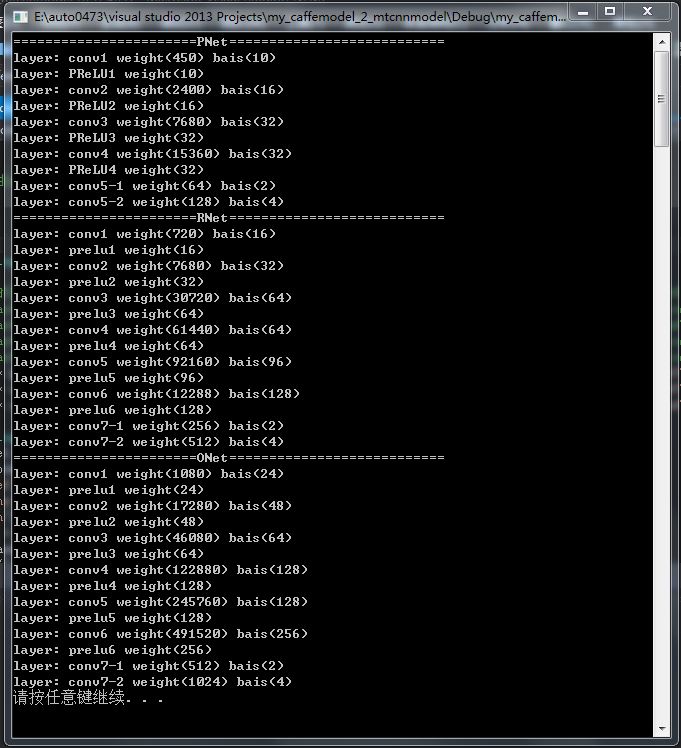 E:\auto0473\visual studio 2013 Projects\my_caffemodel_2_mtcnnmodel\Debug\my_caffem...
=======================PNet===========================
layer: conv1 weight(450) bais(10)
layer: PReLU1 weight(10)
layer: conv2 weight(2400) bais(16)
layer: PReLU2 weight(16)
layer: conv3 weight(7680) bais(32)
layer: PReLU3 weight(32)
layer: conv4 weight(15360) bais(32)
layer: PReLU4 weight(32)
layer: conv5-1 weight(64) bais(2)
layer: conv5-2 weight(128) bais(4)
=======================RNet===========================
layer: conv1 weight(720) bais(16)
layer: prelu1 weight(16)
layer: conv2 weight(7680) bais(32)
layer: prelu2 weight(32)
layer: conv3 weight(30720) bais(64)
layer: prelu3 weight(64)
layer: conv4 weight(61440) bais(64)
layer: prelu4 weight(64)
layer: conv5 weight(92160) bais(96)
layer: prelu5 weight(96)
layer: conv6 weight(12288) bais(128)
layer: prelu6 weight(128)
layer: conv7-1 weight(256) bais(2)
layer: conv7-2 weight(512) bais(4)
=======================ONet===========================
layer: conv1 weight(1080) bais(24)
layer: prelu1 weight(24)
layer: conv2 weight(17280) bais(48)
layer: prelu2 weight(48)
layer: conv3 weight(46080) bais(64)
layer: prelu3 weight(64)
layer: conv4 weight(122880) bais(128)
layer: prelu4 weight(128)
layer: conv5 weight(245760) bais(128)
layer: prelu5 weight(128)
layer: conv6 weight(491520) bais(256)
layer: prelu6 weight(256)
layer: conv7-1 weight(512) bais(2)
layer: conv7-2 weight(1024) bais(4)
请按任意键继续. . .